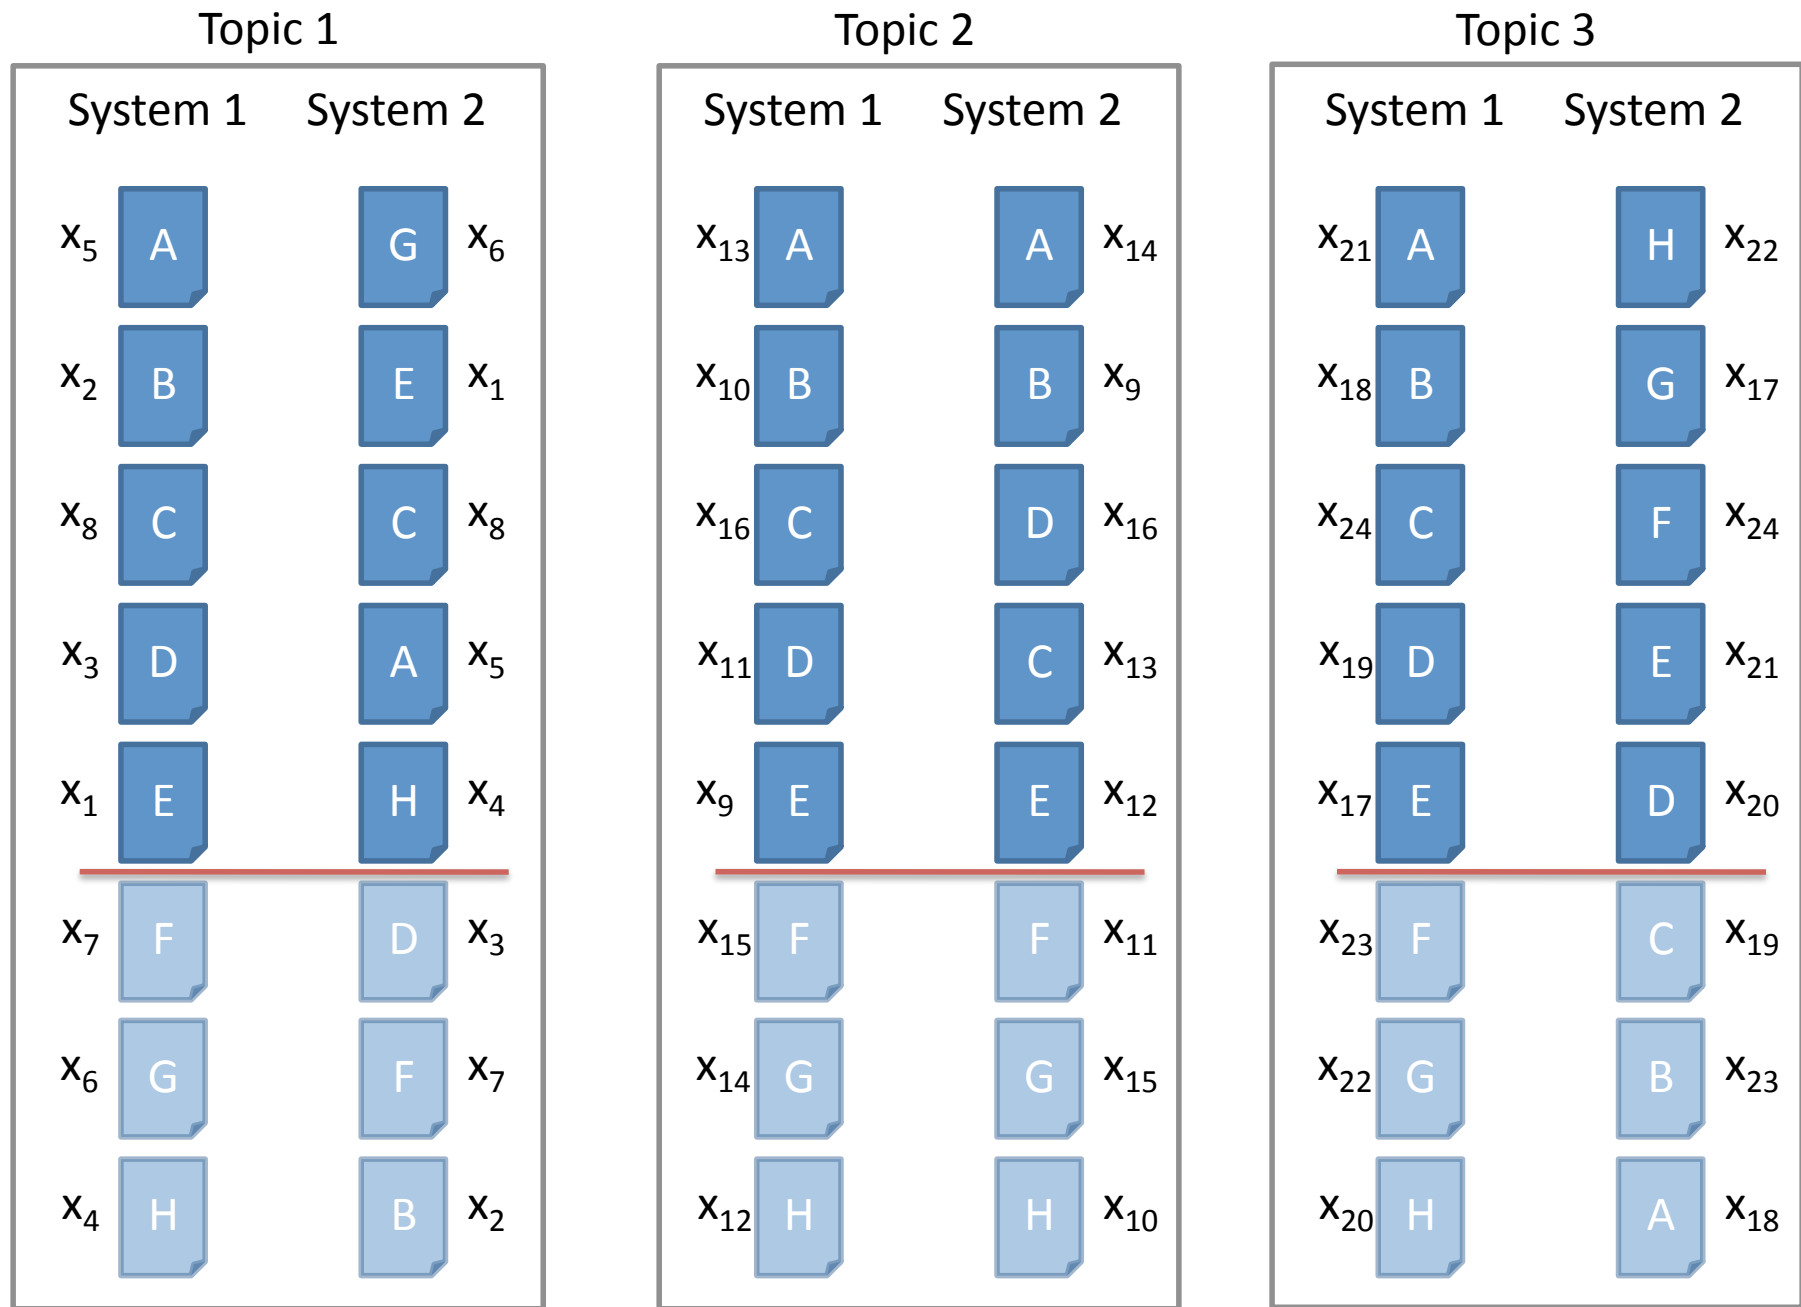 Topic 1 Topic 2 Topic 3
System 1 System 2 System 1 System 2 System 1 System 2
x5 A G x6 x13 A A x14 x21 A H x22
x2 B E x1 x10 B B x9 x18 B G x17
x8 C C x8 x16 C D x16 x24 C F x24
x3 D A x5 x11 D C x13 x19 D E x21
x1 E H x4 x9 E E x12 x17 E D x20
x7 F D x3 x15 F F x11 x23 F C x19
x6 G F x7 x14 G G x15 x22 G B x23
x4 H B x2 x12 H H x10 x20 H A x18